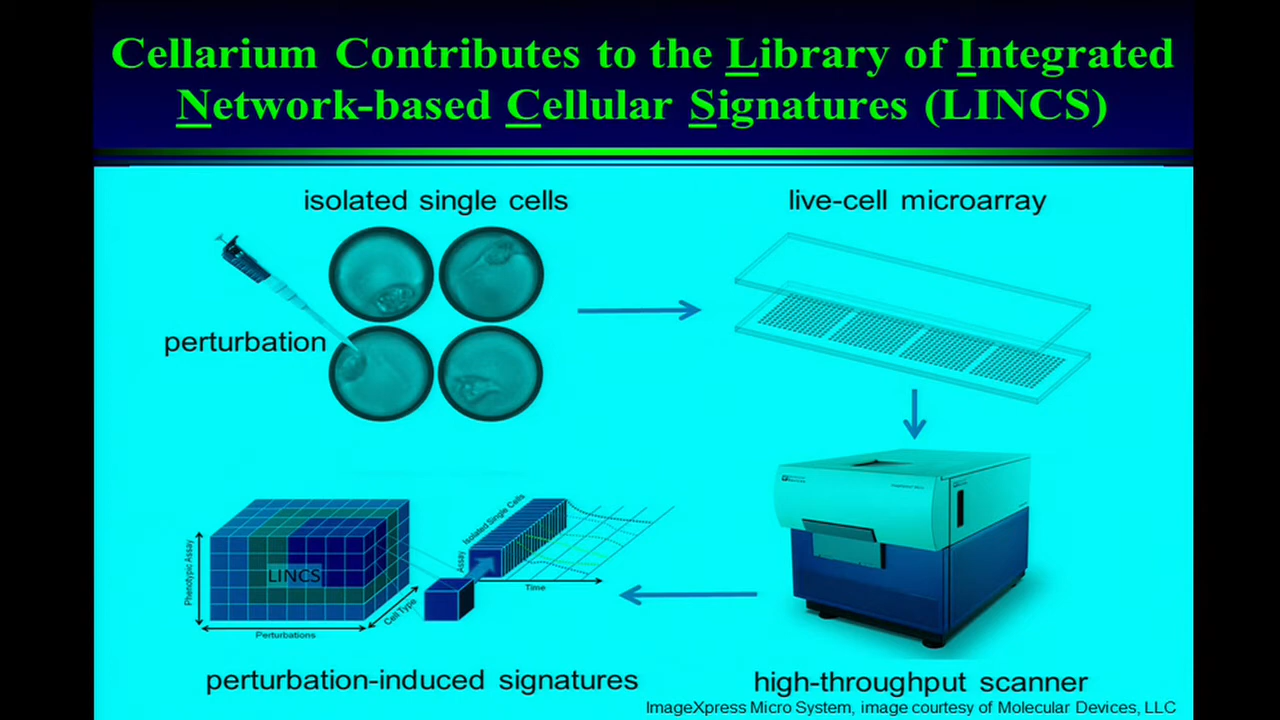 Cellarium Contributes to the Library of Integrated
Network-based Cellular Signatures (LINCS)
isolated single cells
live-cell microarray
perturbation
Phenotypic Assay
LINCS
Perturbations
Cell Type
Assay
Isolated Single Cells
Time
perturbation-induced signatures
high-throughput scanner
ImageXpress Micro System, image courtesy of Molecular Devices, LLC